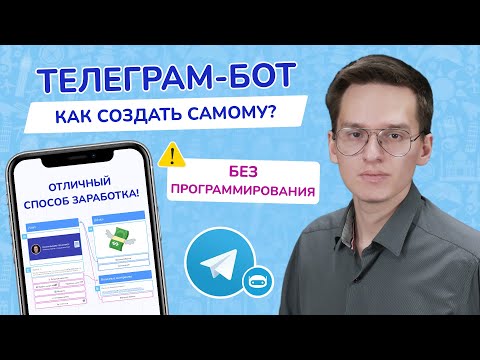 ТЕЛЕГРАМ-БОТ
КАК СОЗДАТЬ САМОМУ?
БЕЗ
ПРОГРАММИРОВАНИЯ
ОТЛИЧНЫЙ
СПОСОБ ЗАРАБОТКА!